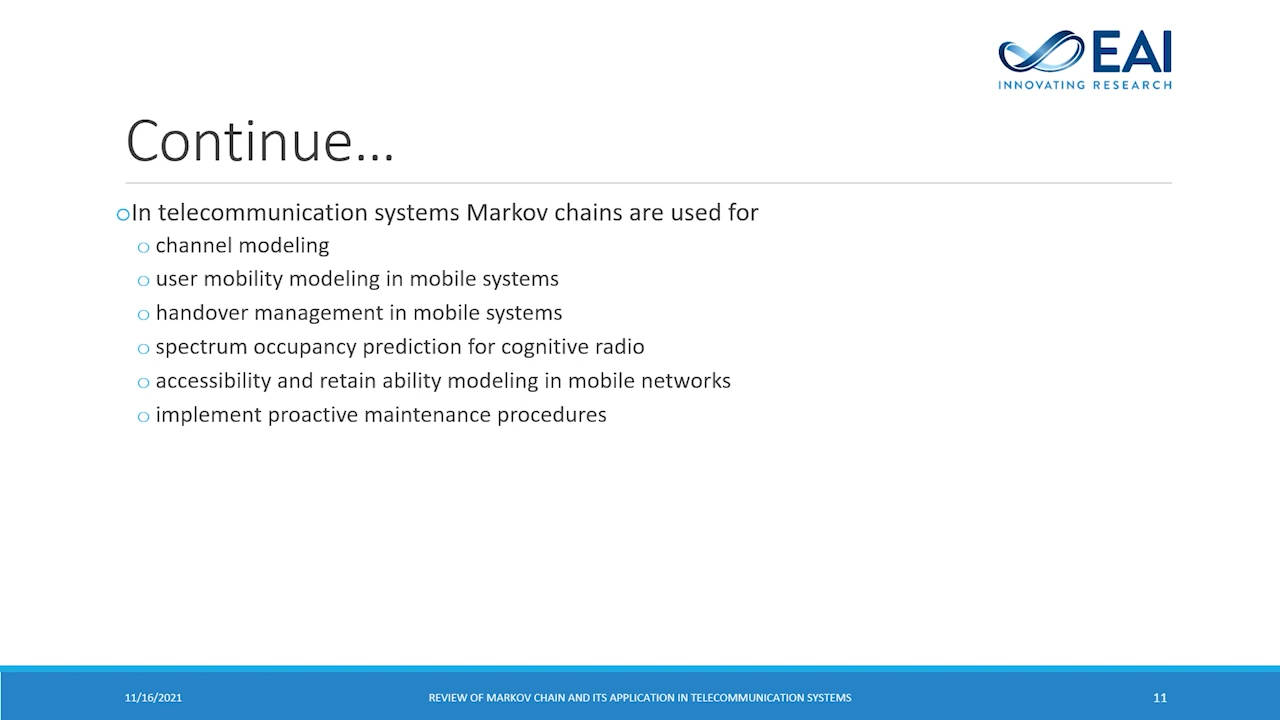 EAI
INNOVATING RESEARCH
Continue...
In telecommunication systems Markov chains are used for
channel modeling
user mobility modeling in mobile systems
handover management in mobile systems
spectrum occupancy prediction for cognitive radio
accessibility and retain ability modeling in mobile networks
implement proactive maintenance procedures
11/16/2021
REVIEW OF MARKOV CHAIN AND ITS APPLICATION IN TELECOMMUNICATION SYSTEMS
11